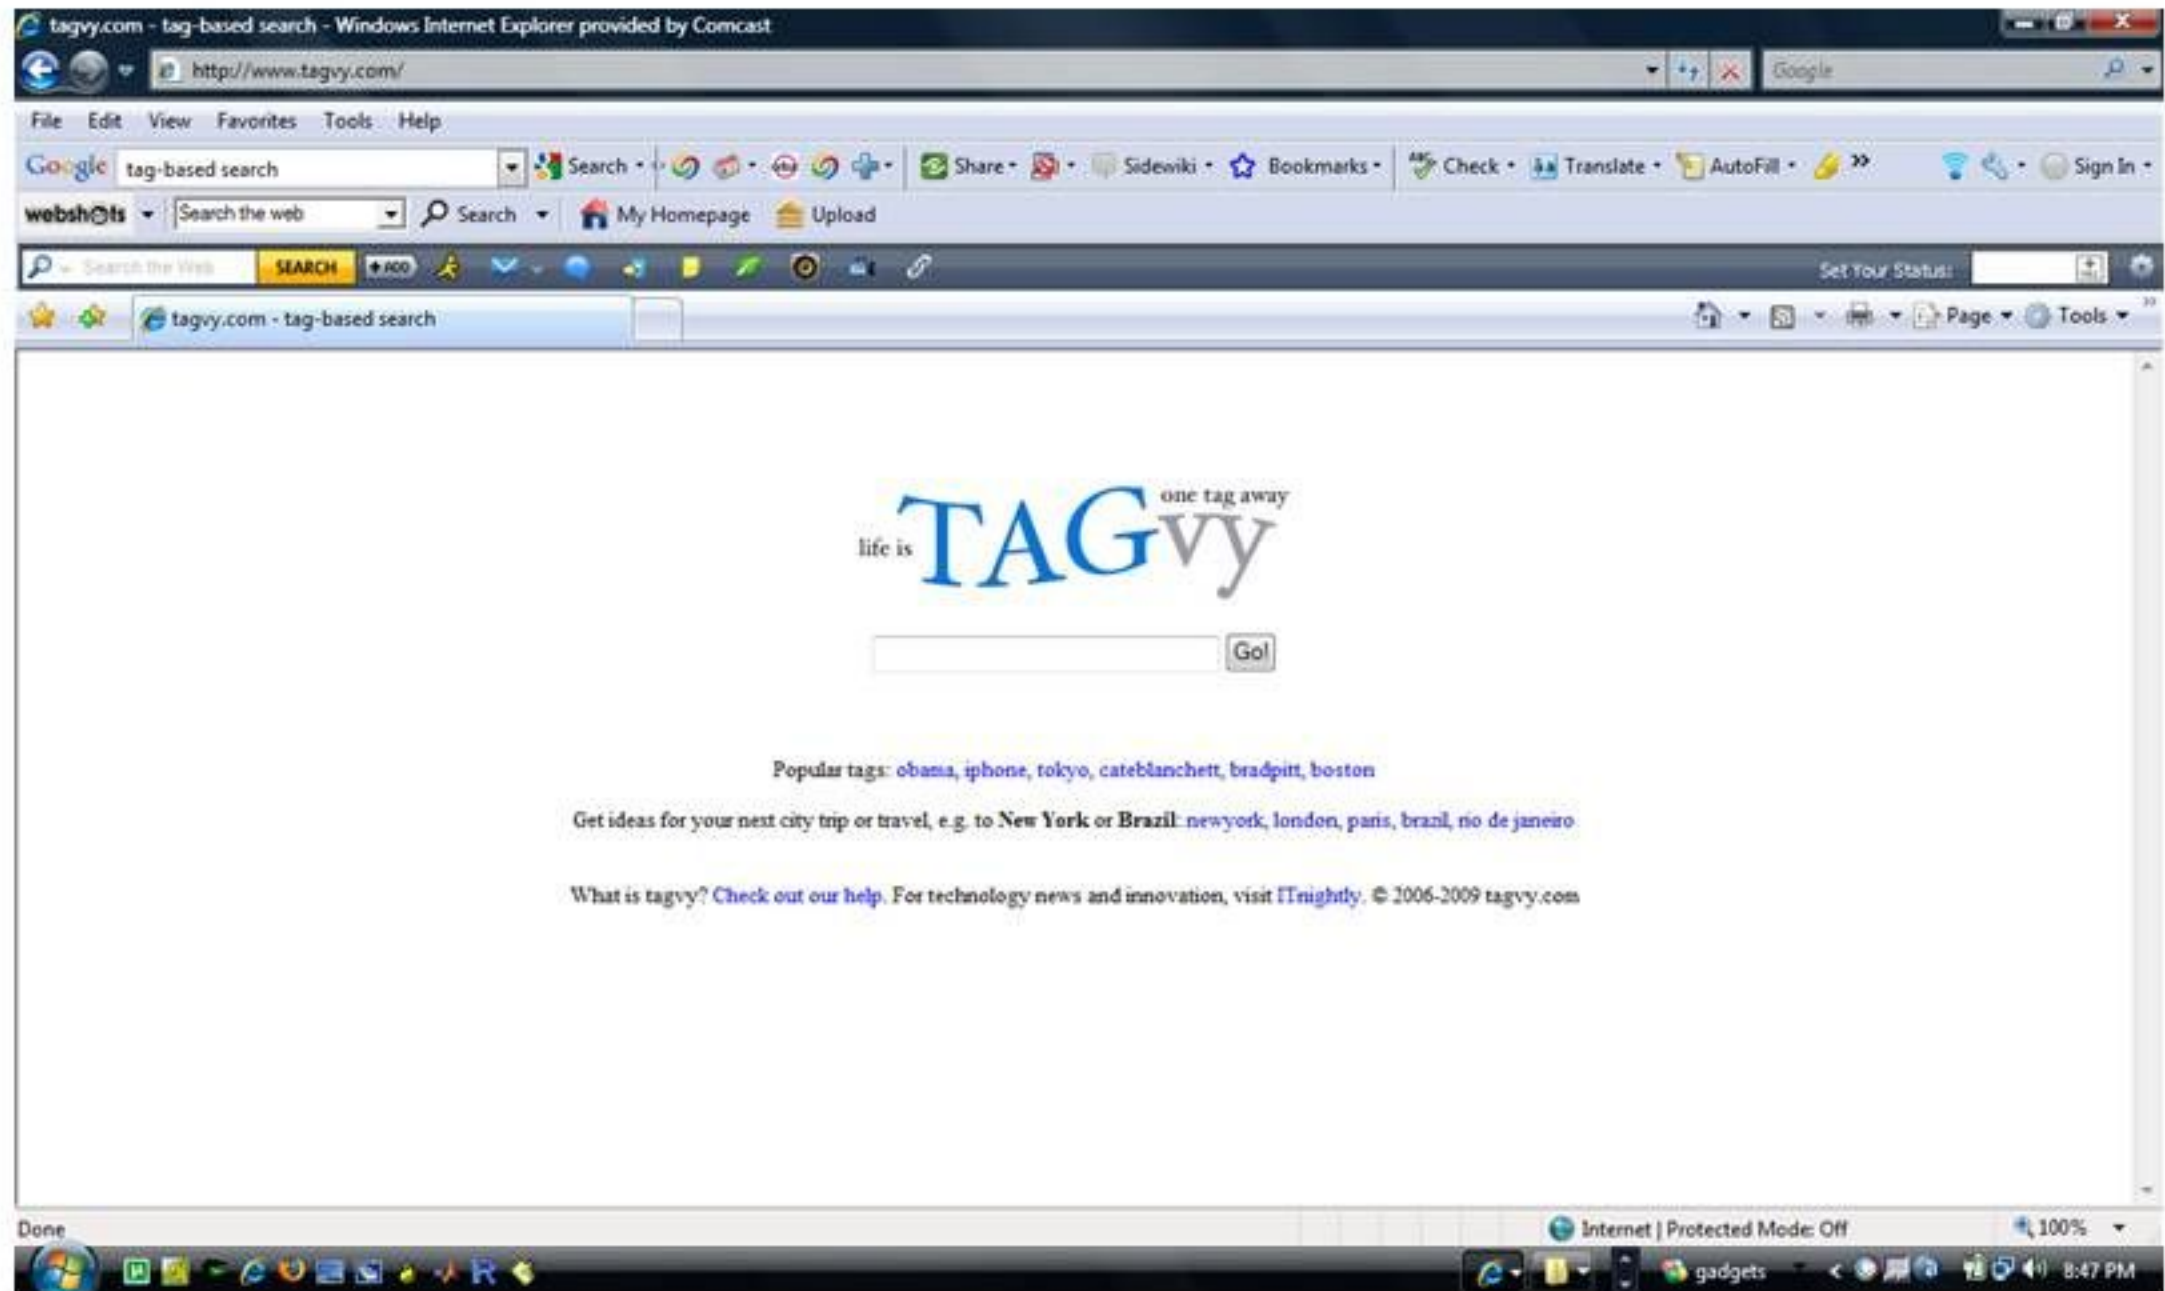 tagvy.com - tag-based search - Windows Internet Explorer provided by Comcast
http://www.tagvy.com/ Google
File Edit View Favorites Tools Help
Google tag-based search Search Share Sidewiki Bookmarks Check Translate AutoFill » Sign In
webshots Search the web Search My Homepage Upload
Search the Web SEARCH +ADD Set Your Status:
tagvy.com - tag-based search Page Tools »
one tag away
life is TAGvy
Go!
Popular tags: obama, iphone, tokyo, cateblanchett, bradpitt, boston
Get ideas for your next city trip or travel, e.g. to New York or Brazil: newyork, london, paris, brazil, rio de janeiro
What is tagvy? Check out our help. For technology news and innovation, visit ITnightly. © 2006-2009 tagvy.com
Done Internet | Protected Mode: Off 100%
R gadgets 8:47 PM